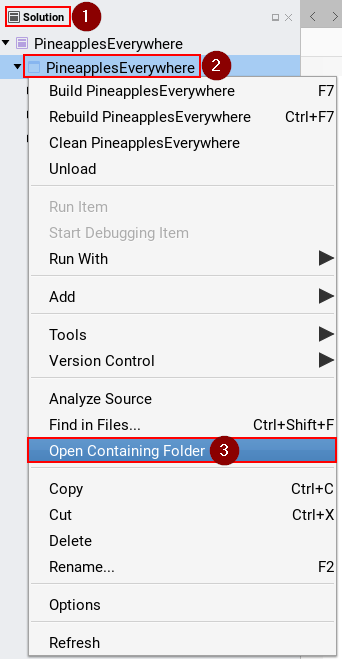 Solution 1
PineapplesEverywhere
PineapplesEverywhere 2
Build PineapplesEverywhere F7
Rebuild PineapplesEverywhere Ctrl+F7
Clean PineapplesEverywhere
Unload
Run Item
Start Debugging Item
Run With
Add
Tools
Version Control
Analyze Source
Find in Files... Ctrl+Shift+F
Open Containing Folder 3
Copy Ctrl+C
Cut Ctrl+X
Delete
Rename... F2
Options
Refresh